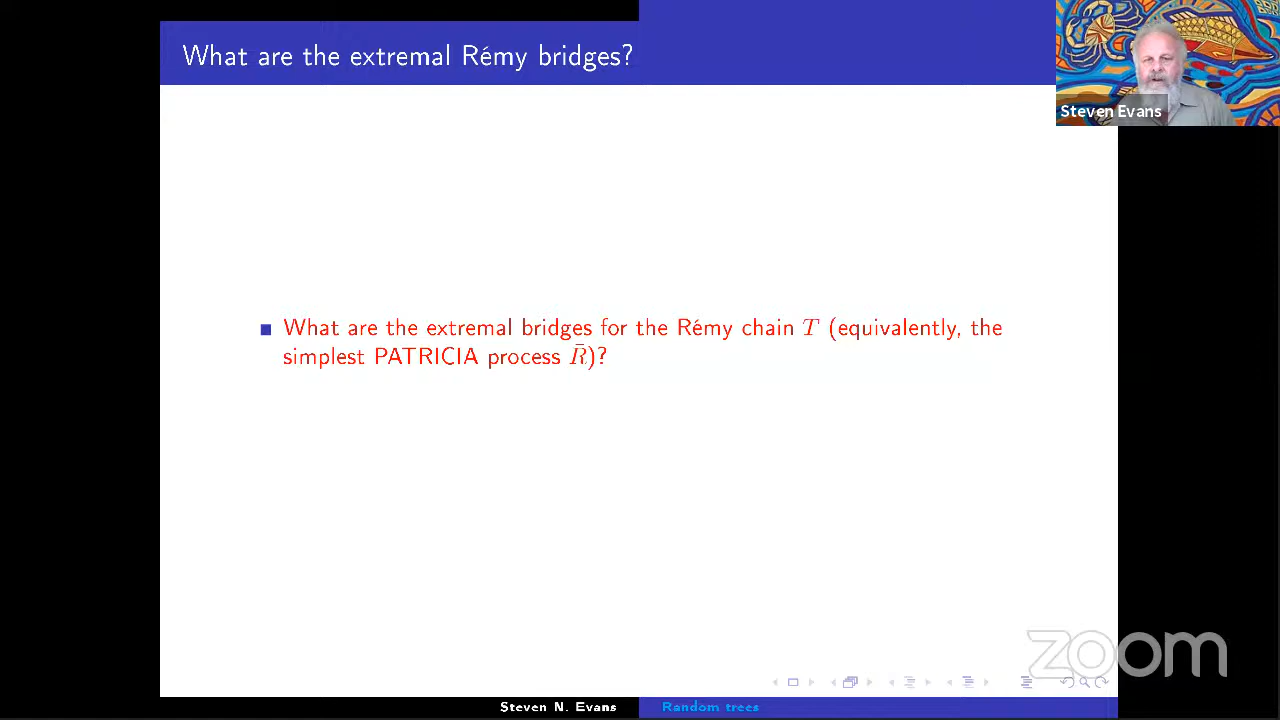 What are the extremal Rémy bridges?
Steven Evans
What are the extremal bridges for the Rémy chain T (equivalently, the
simplest PATRICIA process R̄)?
zoom
Steven N. Evans
Random trees